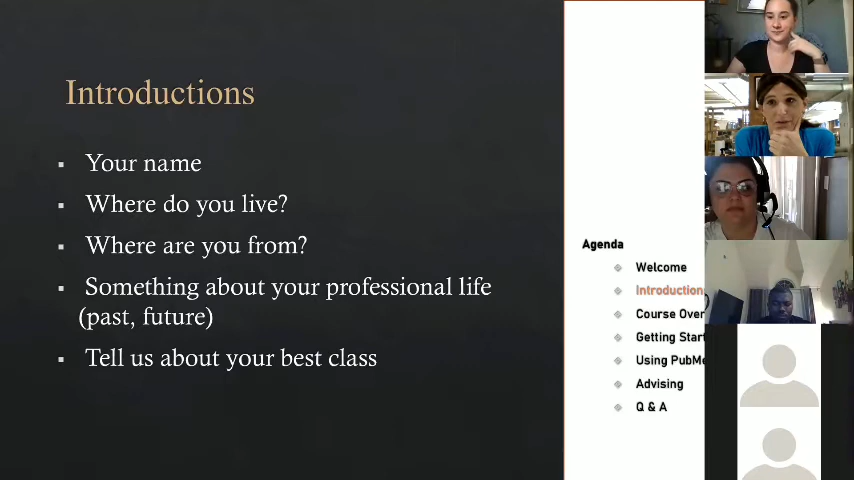 Introductions
Your name
Where do you live?
Where are you from?
Something about your professional life
(past, future)
Tell us about your best class
Agenda
Welcome
Introduction
Course Over
Getting Start
Using PubMe
Advising
Q & A